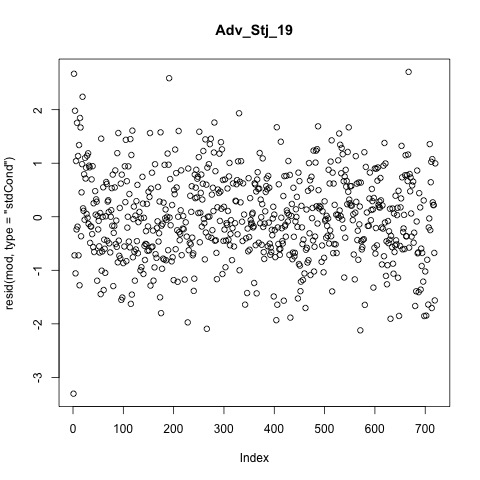 Adv_Stj_19
resid(mod, type = "stdCond")
2
1
0
-1
-2
-3
0 100 200 300 400 500 600 700
Index